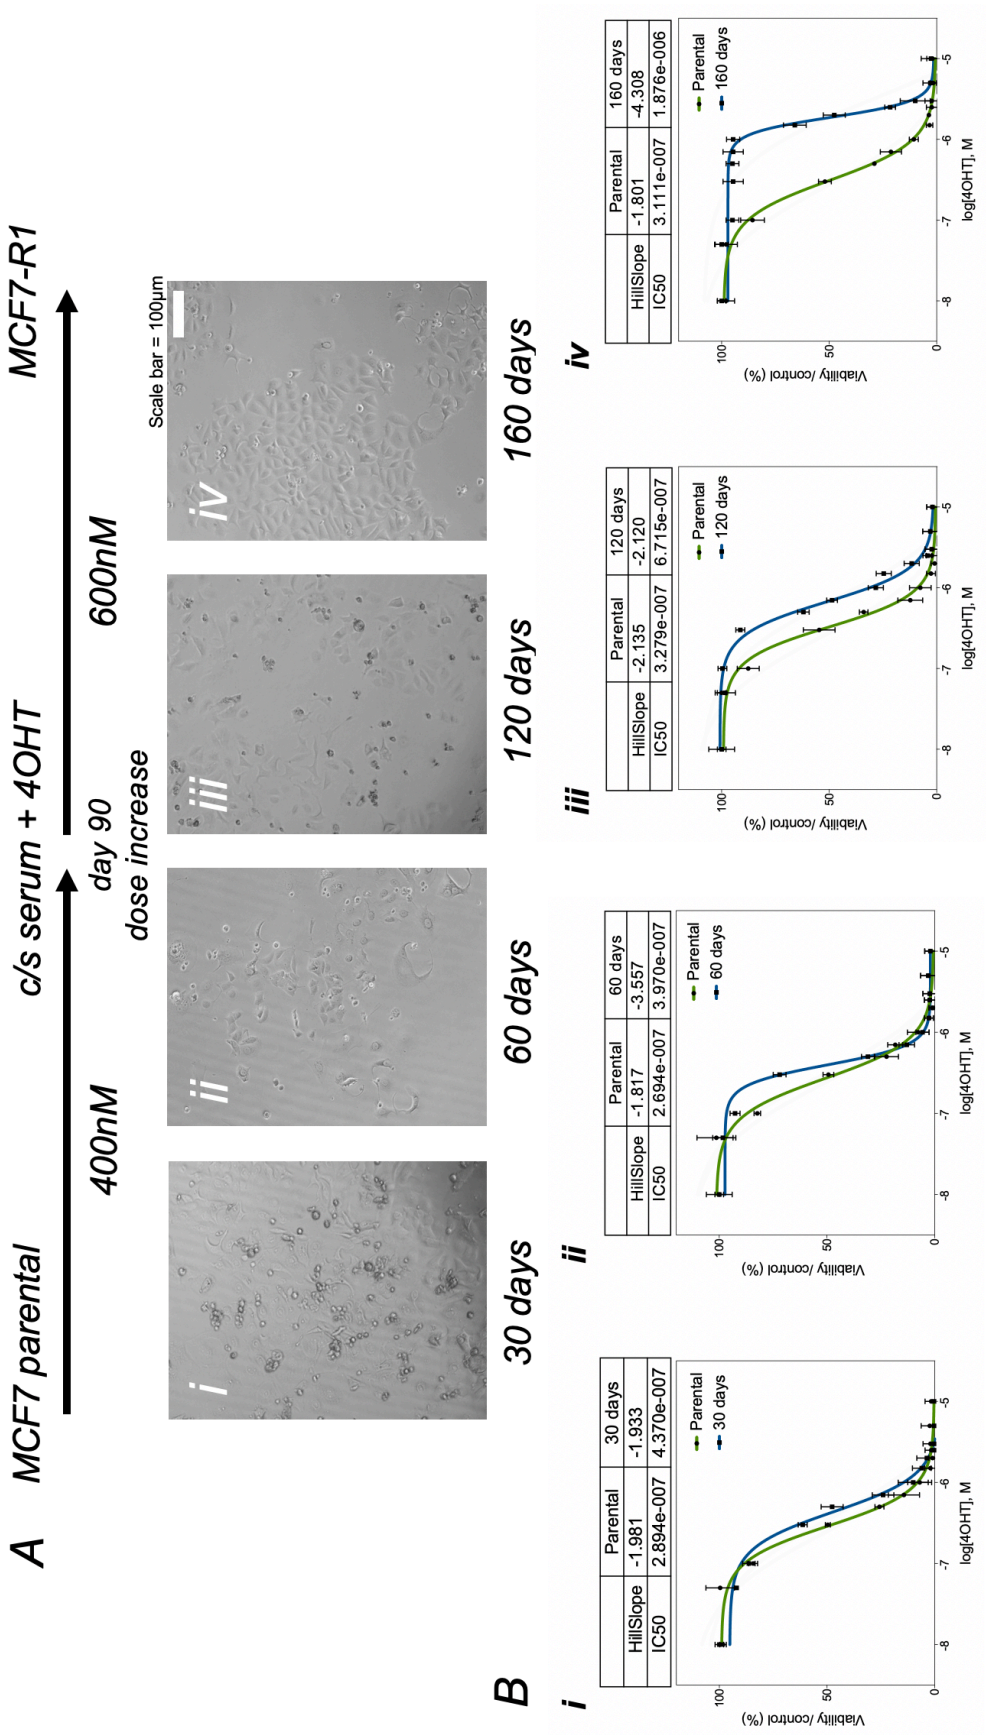 A
MCF7 parental
c/s serum + 4OHT
MCF7-R1
400nM
day 90
dose increase
600nM
Scale bar = 100µm
i
ii
iii
iv
30 days
60 days
120 days
160 days
B
i
Parental 30 days
HillSlope -1.981 -1.933
IC50 2.894e-007 4.370e-007
Parental
30 days
Viability /control (%)
100
50
0
-8 -7 -6 -5
log[4OHT], M
ii
Parental 60 days
HillSlope -1.817 -3.557
IC50 2.694e-007 3.970e-007
Parental
60 days
Viability /control (%)
100
50
0
-8 -7 -6 -5
log[4OHT], M
iii
Parental 120 days
HillSlope -2.135 -2.120
IC50 3.279e-007 6.715e-007
Parental
120 days
Viability /control (%)
100
50
0
-8 -7 -6 -5
log[4OHT], M
iv
Parental 160 days
HillSlope -1.801 -4.308
IC50 3.111e-007 1.876e-006
Parental
160 days
Viability /control (%)
100
50
0
-8 -7 -6 -5
log[4OHT], M